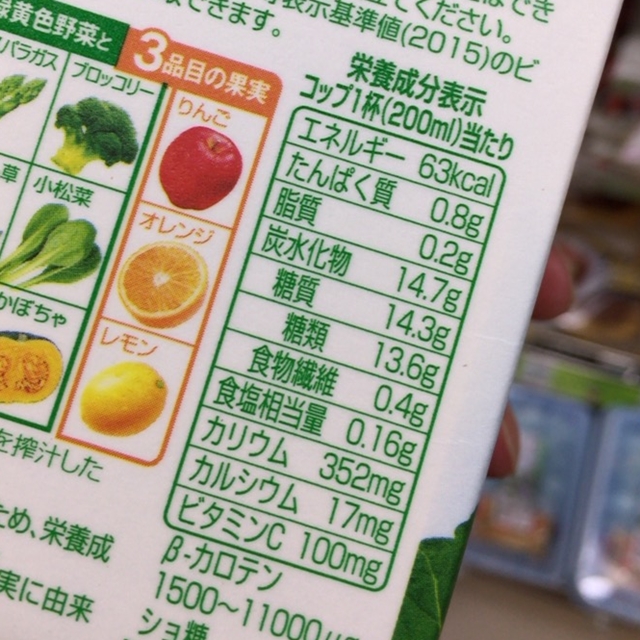 てください。
表示基準値(2015)のビ
できます。
黄色野菜と
3品目の果実
栄養成分表示
コップ1杯(200ml)当たり
パラガス
ブロッコリー
りんご
小松菜
オレンジ
かぼちゃ
レモン
エネルギー 63kcal
たんぱく質 0.8g
脂質 0.2g
炭水化物 14.7g
糖質 14.3g
糖類 13.6g
食物繊維 0.4g
食塩相当量 0.16g
カリウム 352mg
カルシウム 17mg
ビタミンC 100mg
β-カロテン
1500~11000μ
ショ糖
を搾汁した
ため、栄養成
実に由来